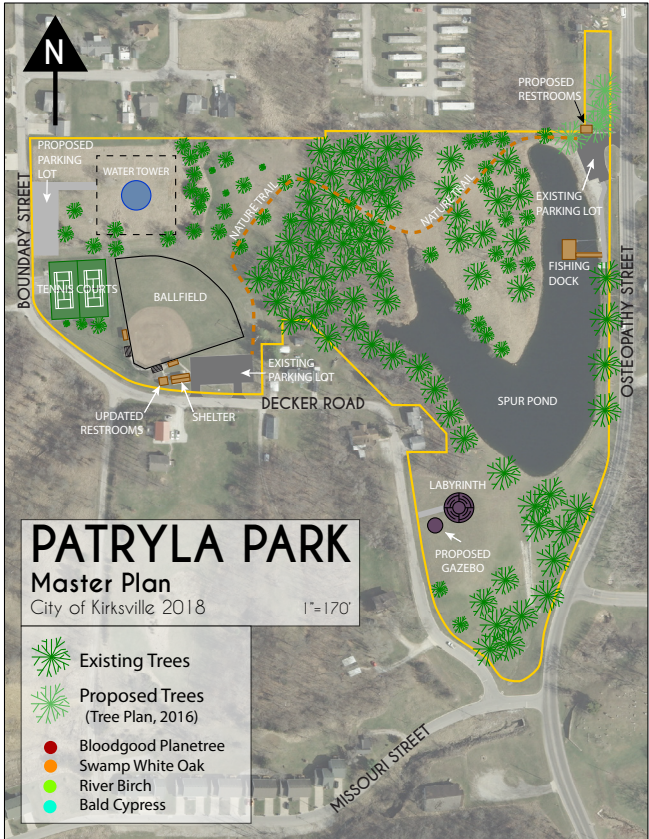 N
PROPOSED
RESTROOMS
PROPOSED
PARKING
LOT
WATER TOWER
NATURE TRAIL
NATURE TRAIL
EXISTING
PARKING LOT
BOUNDARY STREET
FISHING
DOCK
TENNIS COURTS
BALLFIELD
OSTEOPATHY STREET
EXISTING
PARKING LOT
SPUR POND
UPDATED
RESTROOMS
SHELTER
DECKER ROAD
LABYRINTH
PROPOSED
GAZEBO
PATRYLA PARK
Master Plan
City of Kirksville 2018 1"=170'
Existing Trees
Proposed Trees
(Tree Plan, 2016)
Bloodgood Planetree
Swamp White Oak
River Birch
Bald Cypress
MISSOURI STREET